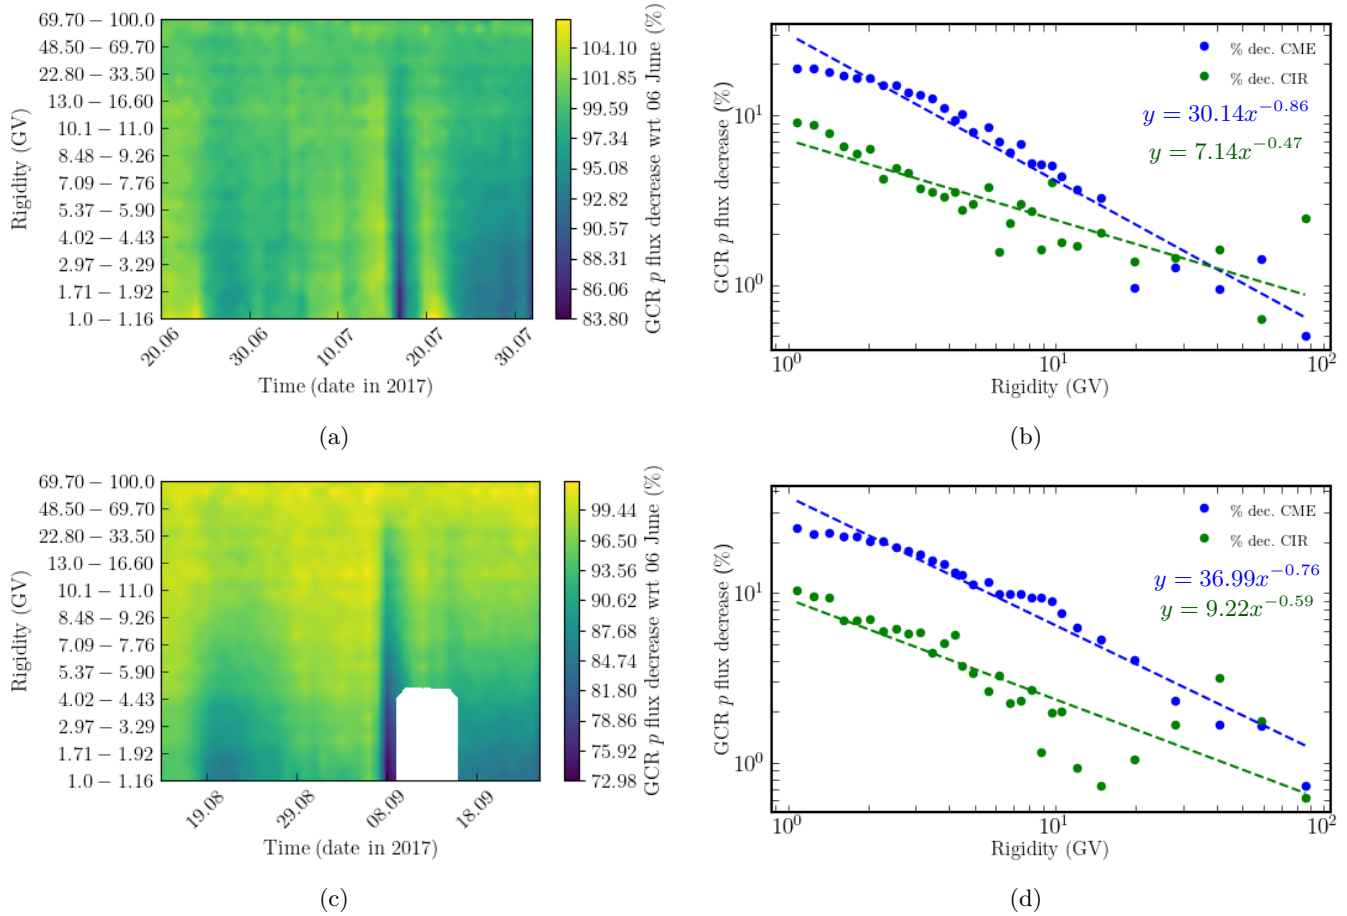 69.70 − 100.0
48.50 − 69.70
22.80 − 33.50
13.0 − 16.60
10.1 − 11.0
8.48 − 9.26
7.09 − 7.76
5.37 − 5.90
4.02 − 4.43
2.97 − 3.29
1.71 − 1.92
1.0 − 1.16
Rigidity (GV)
20.06
30.06
10.07
20.07
30.07
Time (date in 2017)
104.10
101.85
99.59
97.34
95.08
92.82
90.57
88.31
86.06
83.80
GCR p flux decrease wrt 06 June (%)
(a)
% dec. CME
% dec. CIR
y = 30.14x^−0.86
y = 7.14x^−0.47
10^1
10^0
GCR p flux decrease (%)
10^0
10^1
10^2
Rigidity (GV)
(b)
69.70 − 100.0
48.50 − 69.70
22.80 − 33.50
13.0 − 16.60
10.1 − 11.0
8.48 − 9.26
7.09 − 7.76
5.37 − 5.90
4.02 − 4.43
2.97 − 3.29
1.71 − 1.92
1.0 − 1.16
Rigidity (GV)
19.08
29.08
08.09
18.09
Time (date in 2017)
99.44
96.50
93.56
90.62
87.68
84.74
81.80
78.86
75.92
72.98
GCR p flux decrease wrt 06 June (%)
(c)
% dec. CME
% dec. CIR
y = 36.99x^−0.76
y = 9.22x^−0.59
10^1
10^0
GCR p flux decrease (%)
10^0
10^1
10^2
Rigidity (GV)
(d)